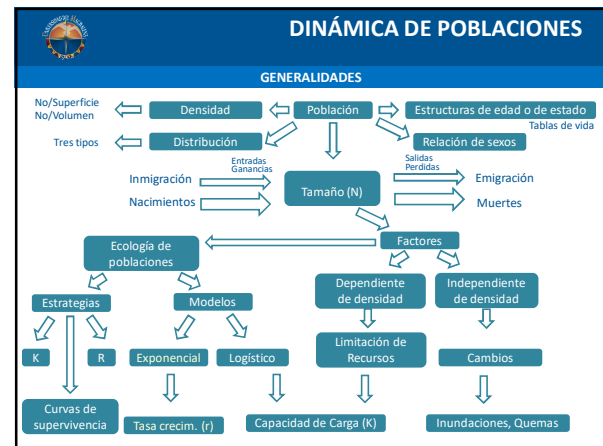 DINÁMICA DE POBLACIONES
GENERALIDADES
No/Superficie
No/Volumen
Densidad
Población
Estructuras de edad o de estado
Tablas de vida
Tres tipos
Distribución
Relación de sexos
Entradas
Ganancias
Salidas
Perdidas
Inmigración
Nacimientos
Tamaño (N)
Emigración
Muertes
Ecología de
poblaciones
Factores
Dependiente
de densidad
Independiente
de densidad
Estrategias
Modelos
Limitación de
Recursos
K
R
Exponencial
Logístico
Cambios
Curvas de
supervivencia
Tasa crecim. (r)
Capacidad de Carga (K)
Inundaciones, Quemas